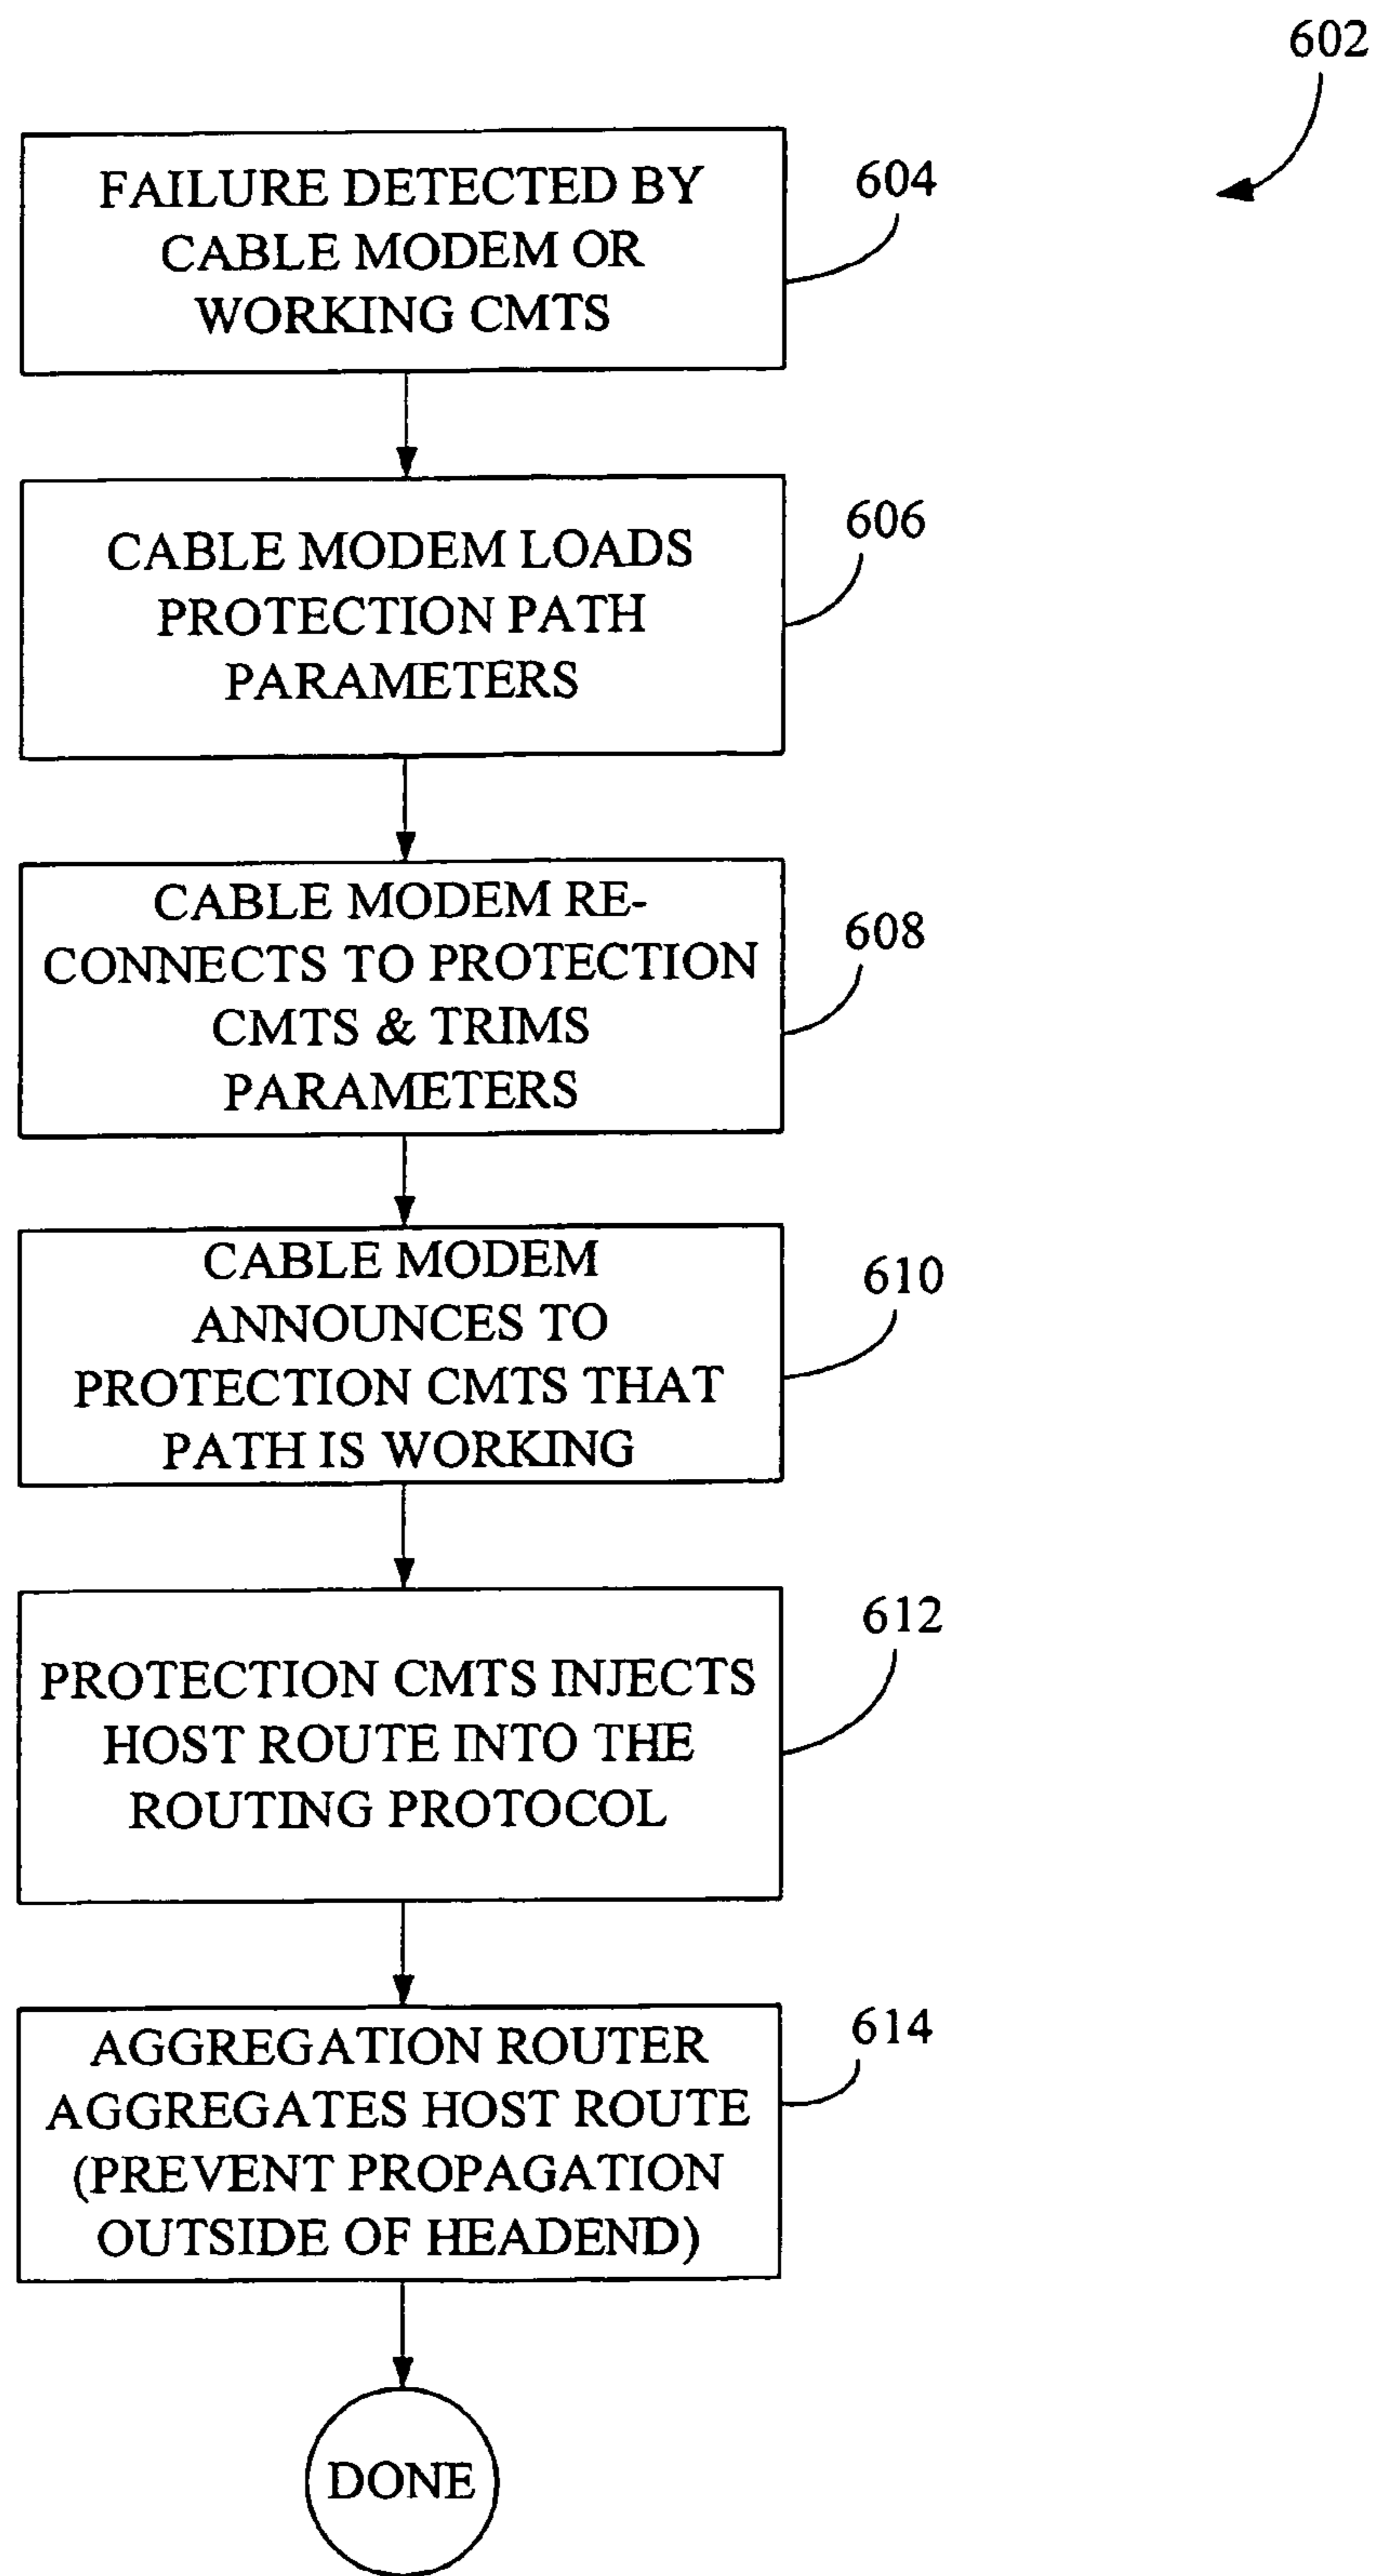 602
FAILURE DETECTED BY
CABLE MODEM OR
WORKING CMTS
604
CABLE MODEM LOADS
PROTECTION PATH
PARAMETERS
606
CABLE MODEM RE-
CONNECTS TO PROTECTION
CMTS & TRIMS
PARAMETERS
608
CABLE MODEM
ANNOUNCES TO
PROTECTION CMTS THAT
PATH IS WORKING
610
PROTECTION CMTS INJECTS
HOST ROUTE INTO THE
ROUTING PROTOCOL
612
AGGREGATION ROUTER
AGGREGATES HOST ROUTE
(PREVENT PROPAGATION
OUTSIDE OF HEADEND)
614
DONE